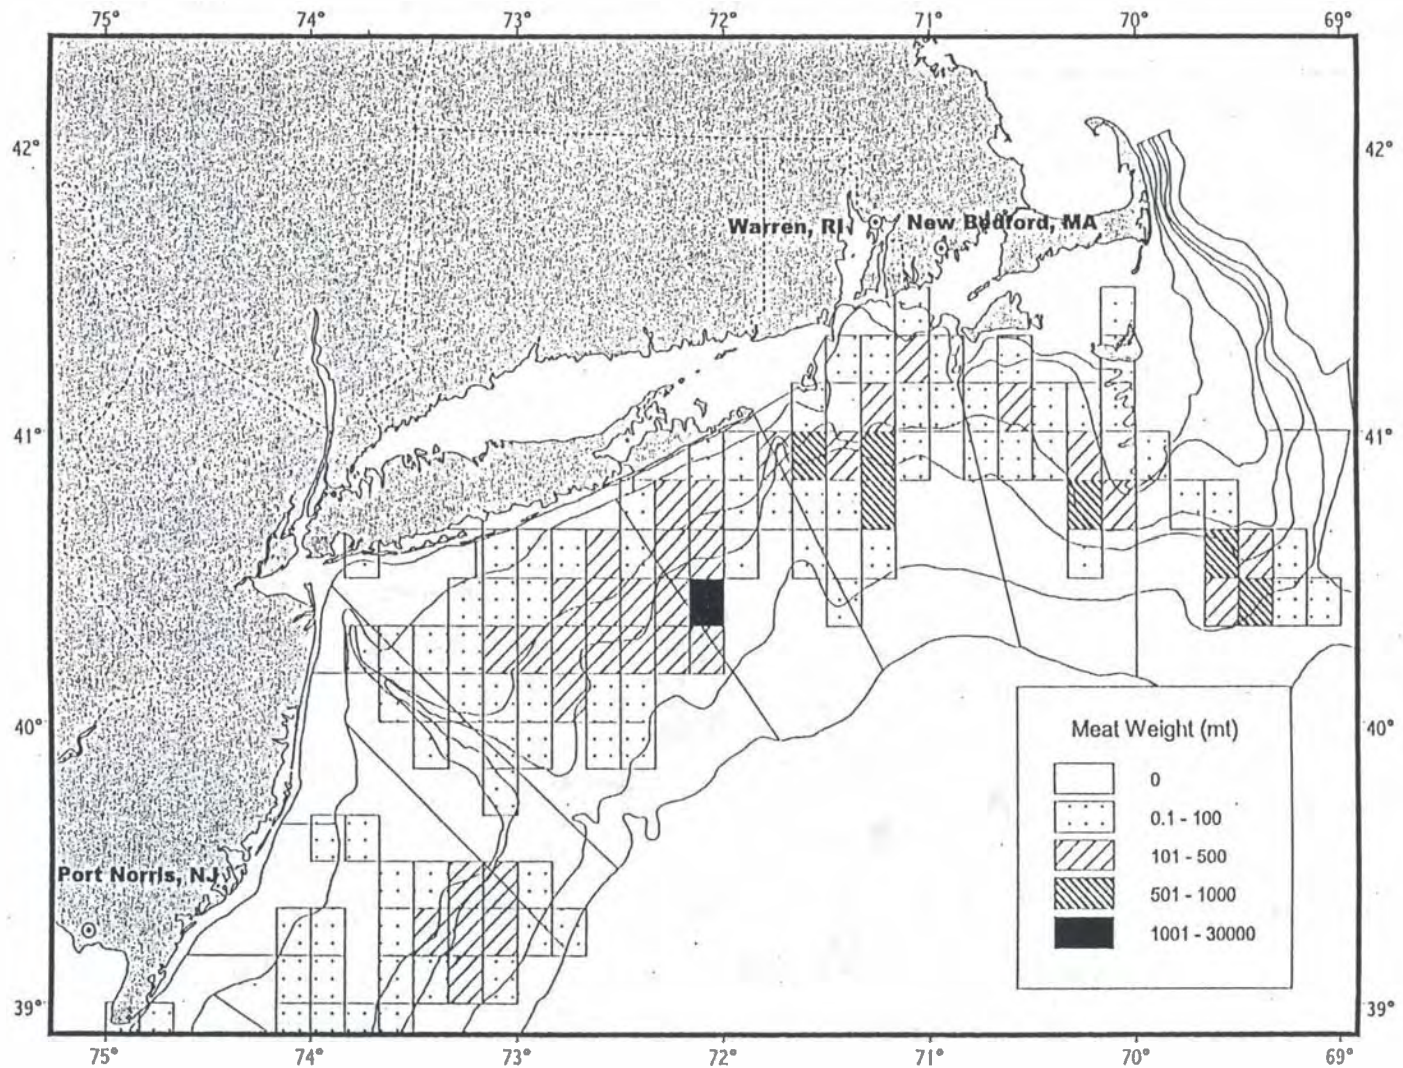 75° 74° 73° 72° 71° 70° 69°
42° 42°
Warren, RI New Bedford, MA
41° 41°
40° 40°
Meat Weight (mt)
0
0.1 - 100
101 - 500
501 - 1000
1001 - 30000
Port Norris, NJ
39° 39°
75° 74° 73° 72° 71° 70° 69°